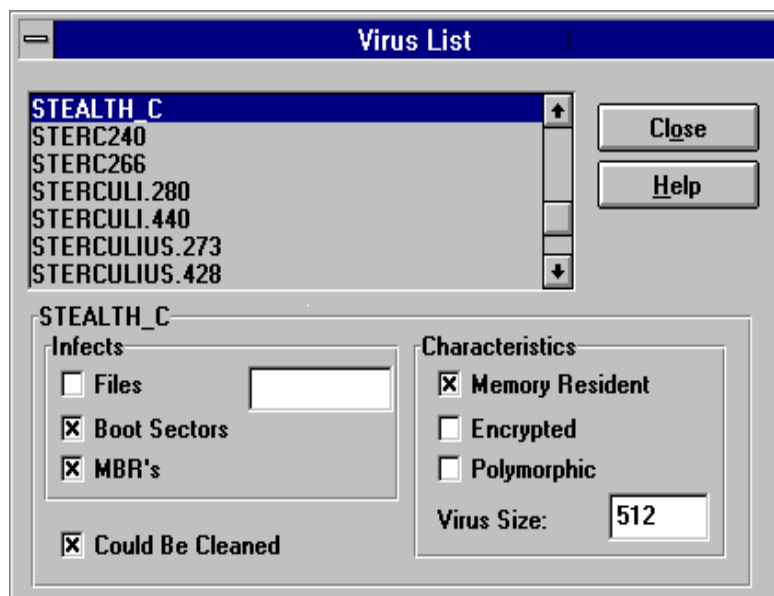 Virus List
STEALTH_C
STERC240
STERC266
STERCULI.280
STERCULI.440
STERCULIUS.273
STERCULIUS.428
Close
Help
STEALTH_C
Infects
Files
Boot Sectors
MBR's
Could Be Cleaned
Characteristics
Memory Resident
Encrypted
Polymorphic
Virus Size: 512